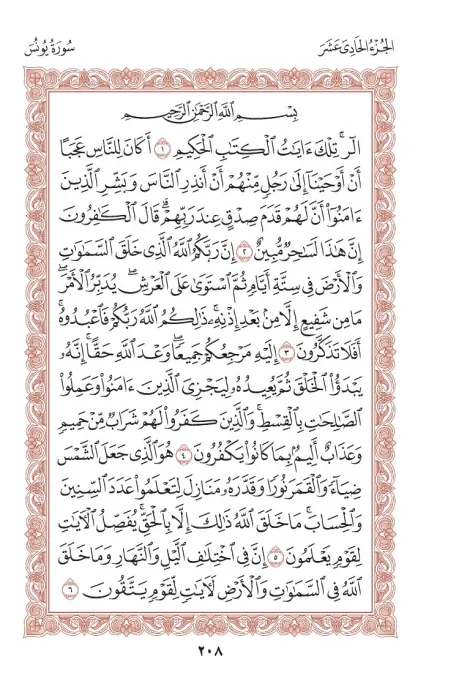 الجُزْءُ الحَادِي عَشَرَ
سُورَةُ يُونُسَ
بِسْمِ ٱللَّهِ ٱلرَّحْمَٰنِ ٱلرَّحِيمِ
الٓرۚ تِلْكَ ءَايَٰتُ ٱلْكِتَٰبِ ٱلْحَكِيمِ ١ أَكَانَ لِلنَّاسِ عَجَبًا
أَنْ أَوْحَيْنَآ إِلَىٰ رَجُلٍ مِّنْهُمْ أَنْ أَنذِرِ ٱلنَّاسَ وَبَشِّرِ ٱلَّذِينَ
ءَامَنُوٓا۟ أَنَّ لَهُمْ قَدَمَ صِدْقٍ عِندَ رَبِّهِمْۗ قَالَ ٱلْكَٰفِرُونَ
إِنَّ هَٰذَا لَسَٰحِرٌ مُّبِينٌ ٢ إِنَّ رَبَّكُمُ ٱللَّهُ ٱلَّذِى خَلَقَ ٱلسَّمَٰوَٰتِ
وَٱلْأَرْضَ فِى سِتَّةِ أَيَّامٍ ثُمَّ ٱسْتَوَىٰ عَلَى ٱلْعَرْشِۖ يُدَبِّرُ ٱلْأَمْرَۖ
مَا مِن شَفِيعٍ إِلَّا مِنۢ بَعْدِ إِذْنِهِۦۚ ذَٰلِكُمُ ٱللَّهُ رَبُّكُمْ فَٱعْبُدُوهُۚ
أَفَلَا تَذَكَّرُونَ ٣ إِلَيْهِ مَرْجِعُكُمْ جَمِيعًاۖ وَعْدَ ٱللَّهِ حَقًّاۚ إِنَّهُۥ
يَبْدَؤُا۟ ٱلْخَلْقَ ثُمَّ يُعِيدُهُۥ لِيَجْزِىَ ٱلَّذِينَ ءَامَنُوا۟ وَعَمِلُوا۟
ٱلصَّٰلِحَٰتِ بِٱلْقِسْطِۚ وَٱلَّذِينَ كَفَرُوا۟ لَهُمْ شَرَابٌ مِّنْ حَمِيمٍ
وَعَذَابٌ أَلِيمٌۢ بِمَا كَانُوا۟ يَكْفُرُونَ ٤ هُوَ ٱلَّذِى جَعَلَ ٱلشَّمْسَ
ضِيَآءً وَٱلْقَمَرَ نُورًا وَقَدَّرَهُۥ مَنَازِلَ لِتَعْلَمُوا۟ عَدَدَ ٱلسِّنِينَ
وَٱلْحِسَابَۚ مَا خَلَقَ ٱللَّهُ ذَٰلِكَ إِلَّا بِٱلْحَقِّۚ يُفَصِّلُ ٱلْءَايَٰتِ
لِقَوْمٍ يَعْلَمُونَ ٥ إِنَّ فِى ٱخْتِلَٰفِ ٱلَّيْلِ وَٱلنَّهَارِ وَمَا خَلَقَ
ٱللَّهُ فِى ٱلسَّمَٰوَٰتِ وَٱلْأَرْضِ لَءَايَٰتٍ لِّقَوْمٍ يَتَّقُونَ ٦
٢٠٨